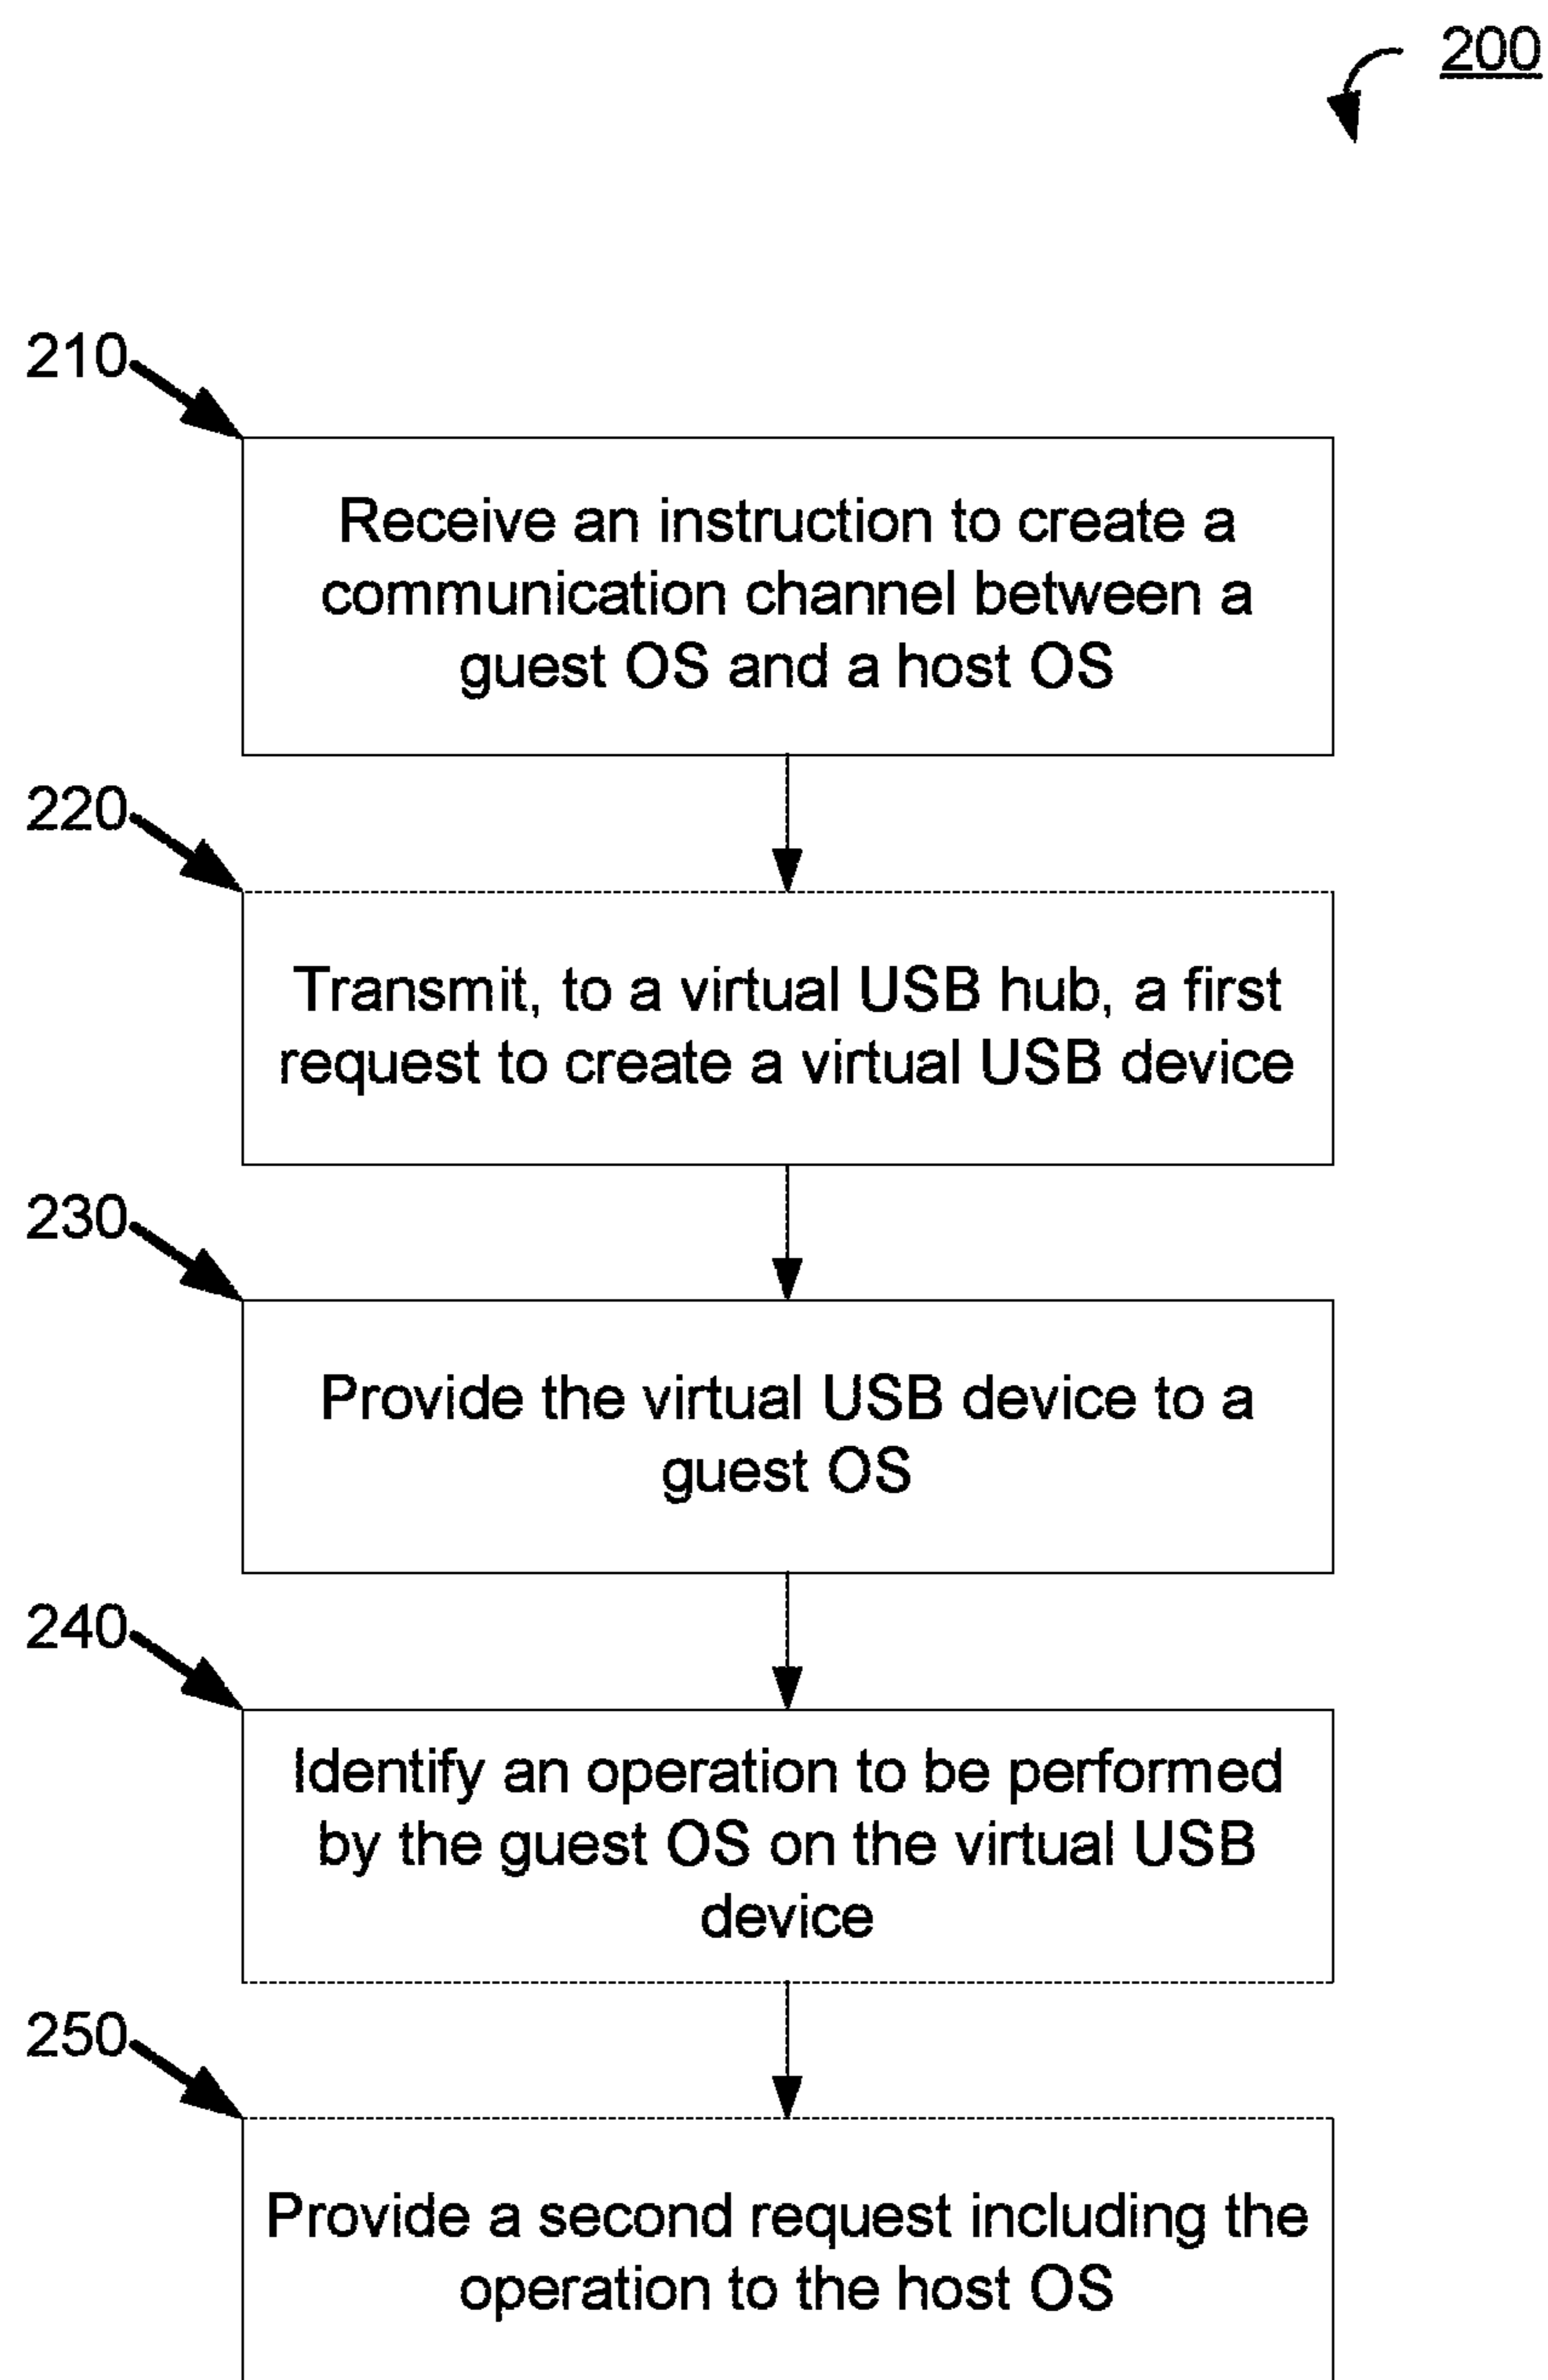 200
210
Receive an instruction to create a
communication channel between a
guest OS and a host OS
220
Transmit, to a virtual USB hub, a first
request to create a virtual USB device
230
Provide the virtual USB device to a
guest OS
240
Identify an operation to be performed
by the guest OS on the virtual USB
device
250
Provide a second request including the
operation to the host OS